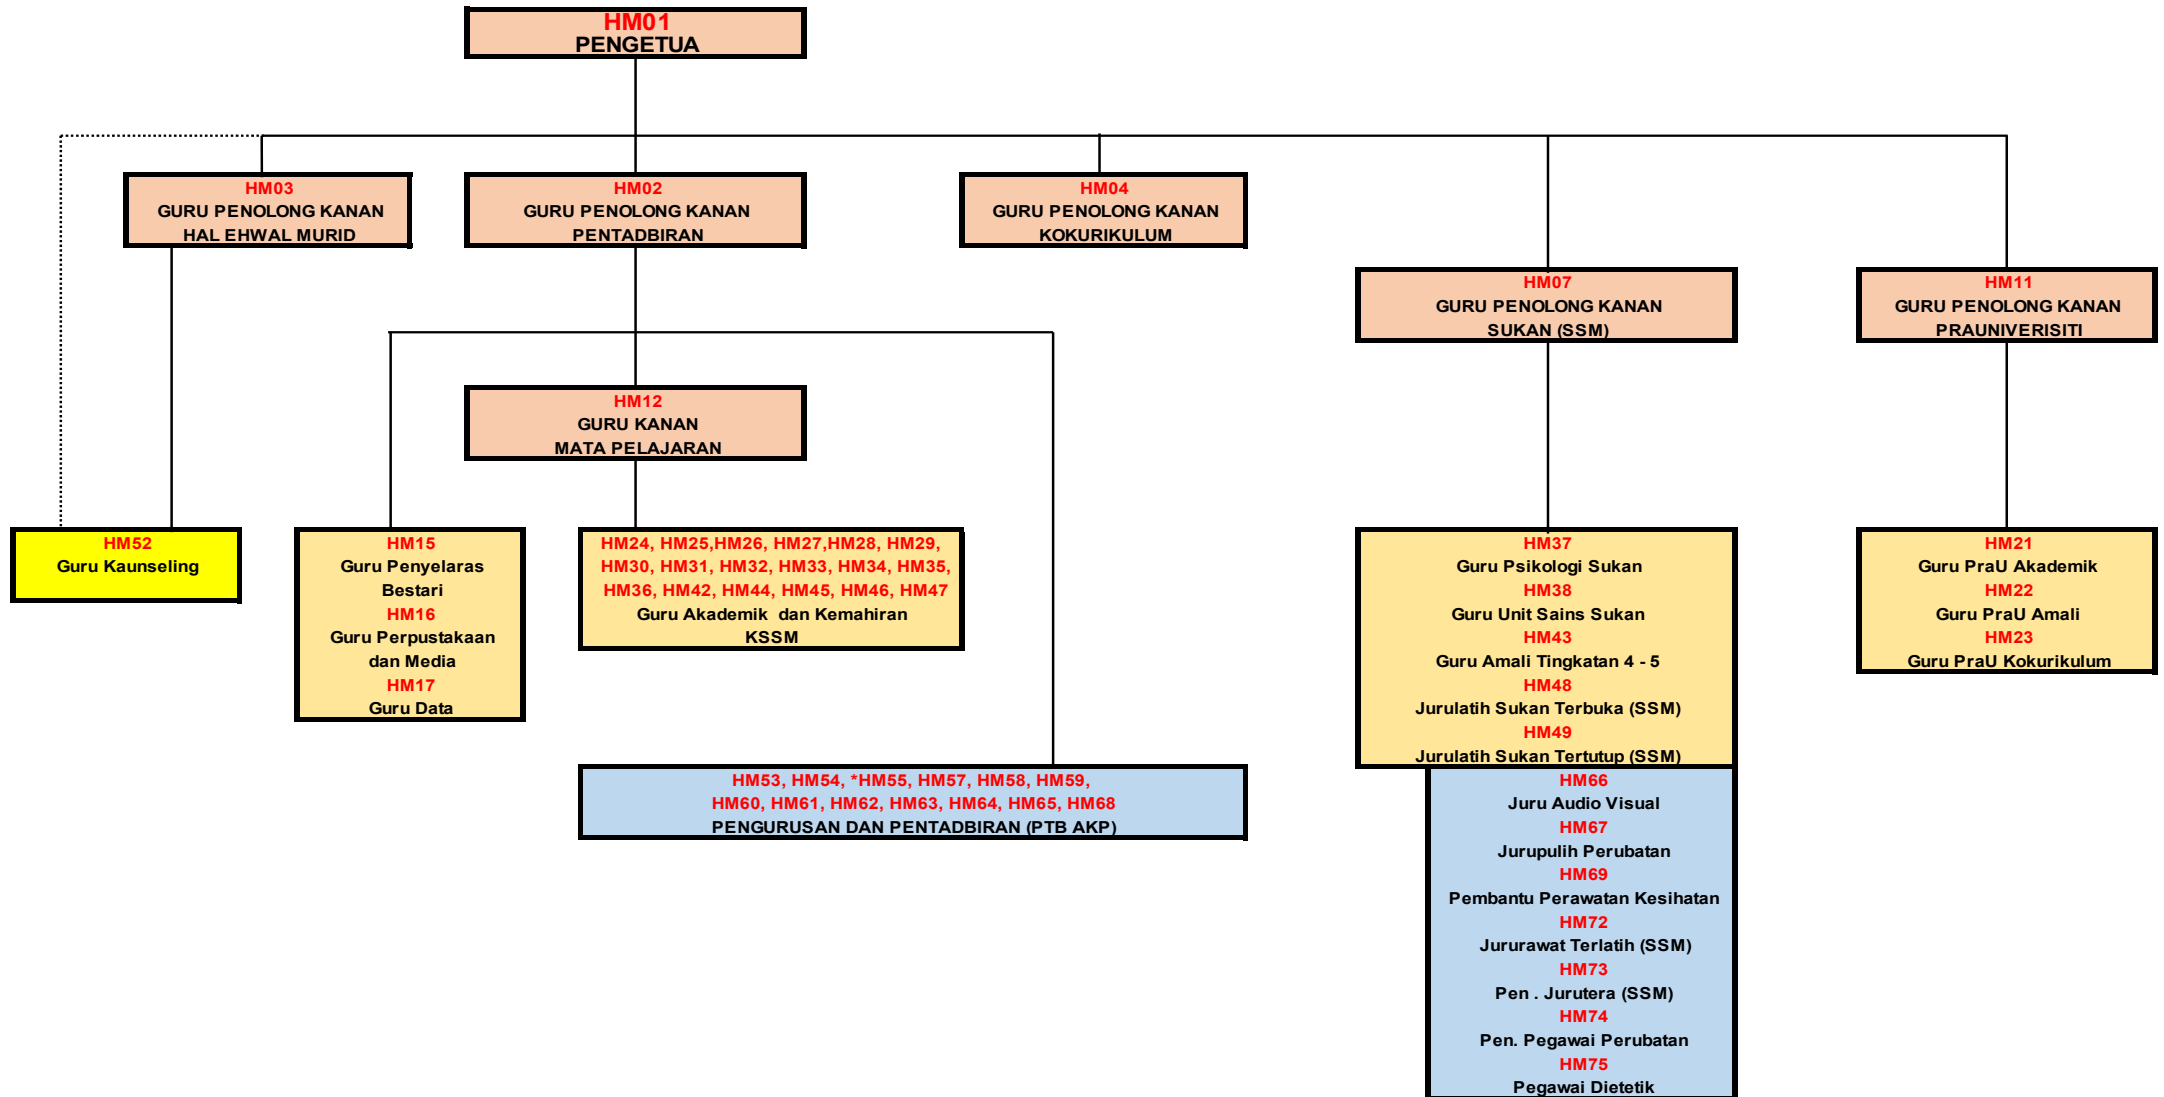 HM01
PENGETUA
HM03
GURU PENOLONG KANAN
HAL EHWAL MURID
HM02
GURU PENOLONG KANAN
PENTADBIRAN
HM04
GURU PENOLONG KANAN
KOKURIKULUM
HM07
GURU PENOLONG KANAN
SUKAN (SSM)
HM11
GURU PENOLONG KANAN
PRAUNIVERISITI
HM12
GURU KANAN
MATA PELAJARAN
HM52
Guru Kaunseling
HM15
Guru Penyelaras
Bestari
HM16
Guru Perpustakaan
dan Media
HM17
Guru Data
HM24, HM25,HM26, HM27,HM28, HM29,
HM30, HM31, HM32, HM33, HM34, HM35,
HM36, HM42, HM44, HM45, HM46, HM47
Guru Akademik  dan Kemahiran
KSSM
HM37
Guru Psikologi Sukan
HM38
Guru Unit Sains Sukan
HM43
Guru Amali Tingkatan 4 - 5
HM48
Jurulatih Sukan Terbuka (SSM)
HM49
Jurulatih Sukan Tertutup (SSM)
HM21
Guru PraU Akademik
HM22
Guru PraU Amali
HM23
Guru PraU Kokurikulum
HM53, HM54, *HM55, HM57, HM58, HM59,
HM60, HM61, HM62, HM63, HM64, HM65, HM68
PENGURUSAN DAN PENTADBIRAN (PTB AKP)
HM66
Juru Audio Visual
HM67
Jurupulih Perubatan
HM69
Pembantu Perawatan Kesihatan
HM72
Jururawat Terlatih (SSM)
HM73
Pen . Jurutera (SSM)
HM74
Pen. Pegawai Perubatan
HM75
Pegawai Dietetik